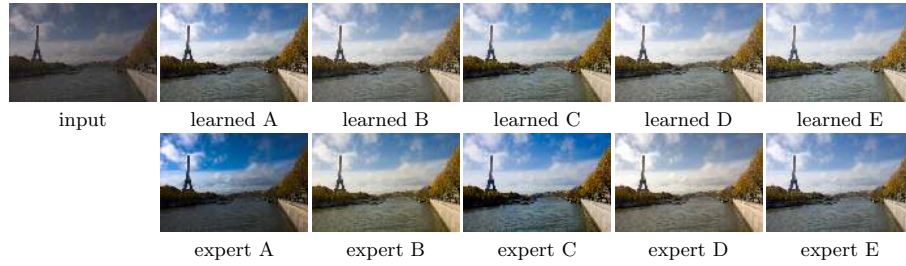 input
learned A
learned B
learned C
learned D
learned E
expert A
expert B
expert C
expert D
expert E